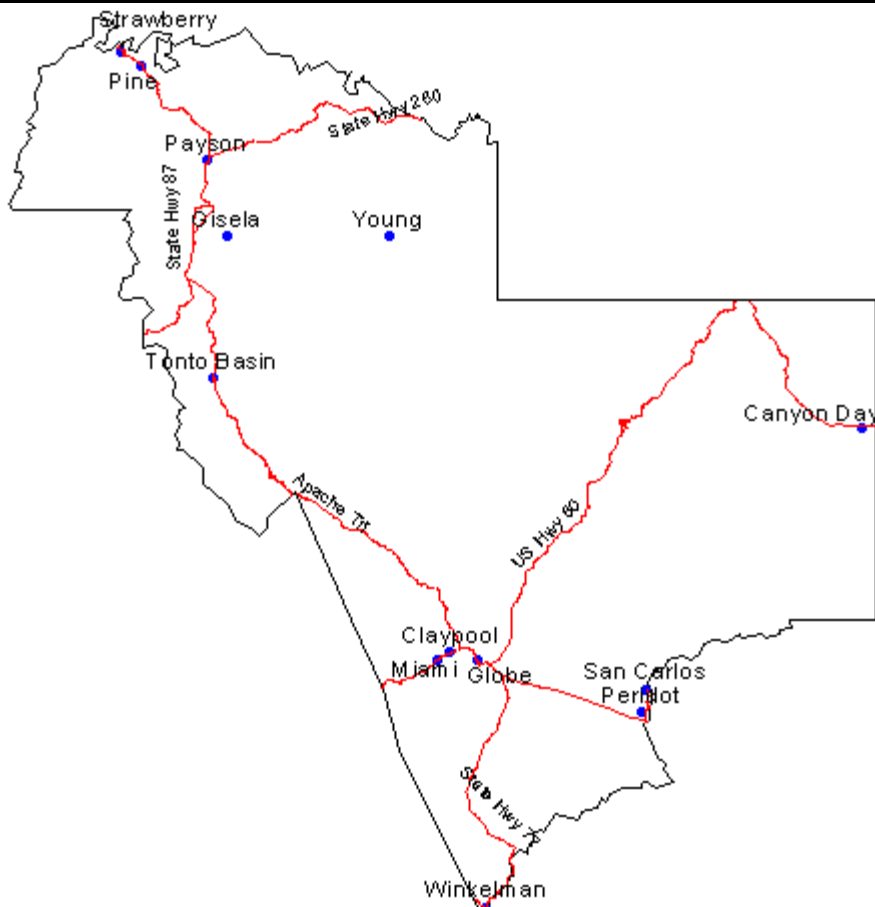 Strawberry
Pine
State Hwy 260
Payson
State Hwy 87
Gisela
Young
Tonto Basin
Canyon Day
Apache Trl
US Hwy 60
Claypool
Miami
Globe
San Carlos
Peridot
State Hwy 77
Winkelman